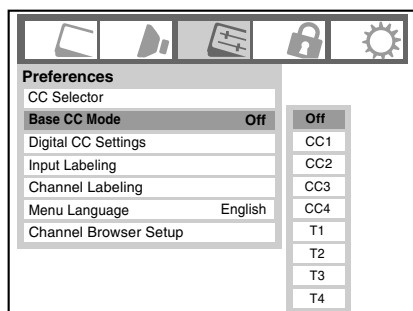 Preferences
CC Selector
Base CC Mode Off
Digital CC Settings
Input Labeling
Channel Labeling
Menu Language English
Channel Browser Setup
Off
CC1
CC2
CC3
CC4
T1
T2
T3
T4